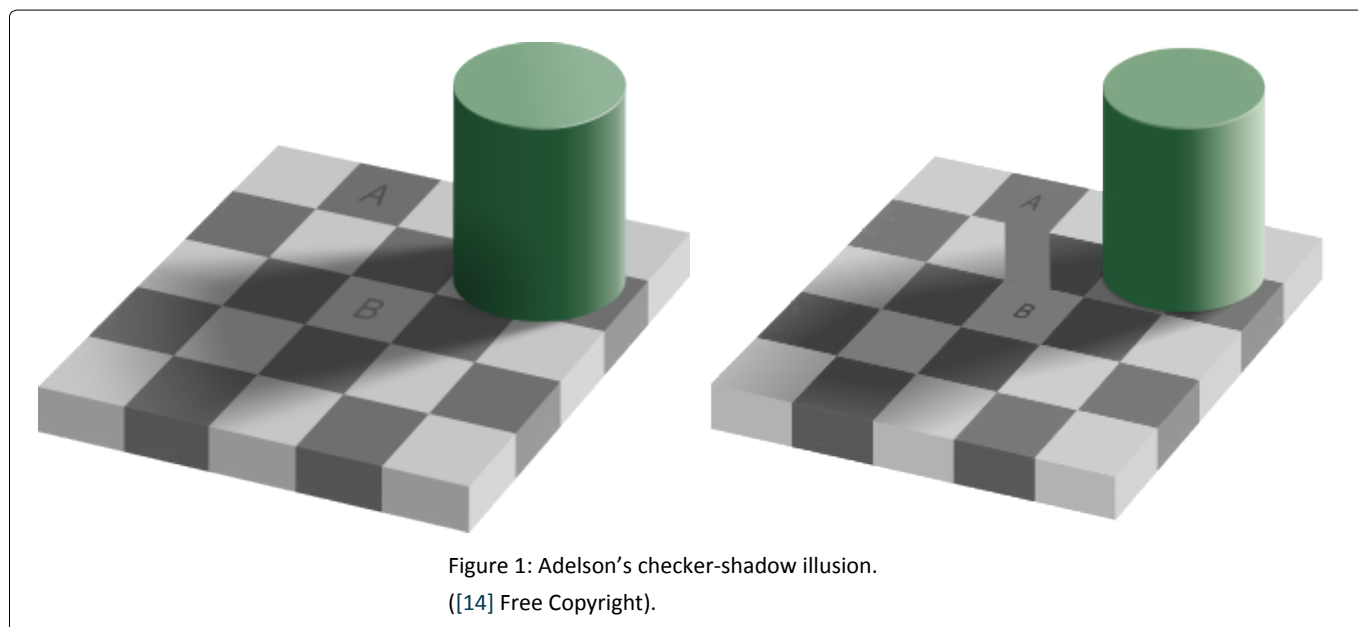 A
B
A
B
Figure 1: Adelson’s checker-shadow illusion.
([14] Free Copyright).